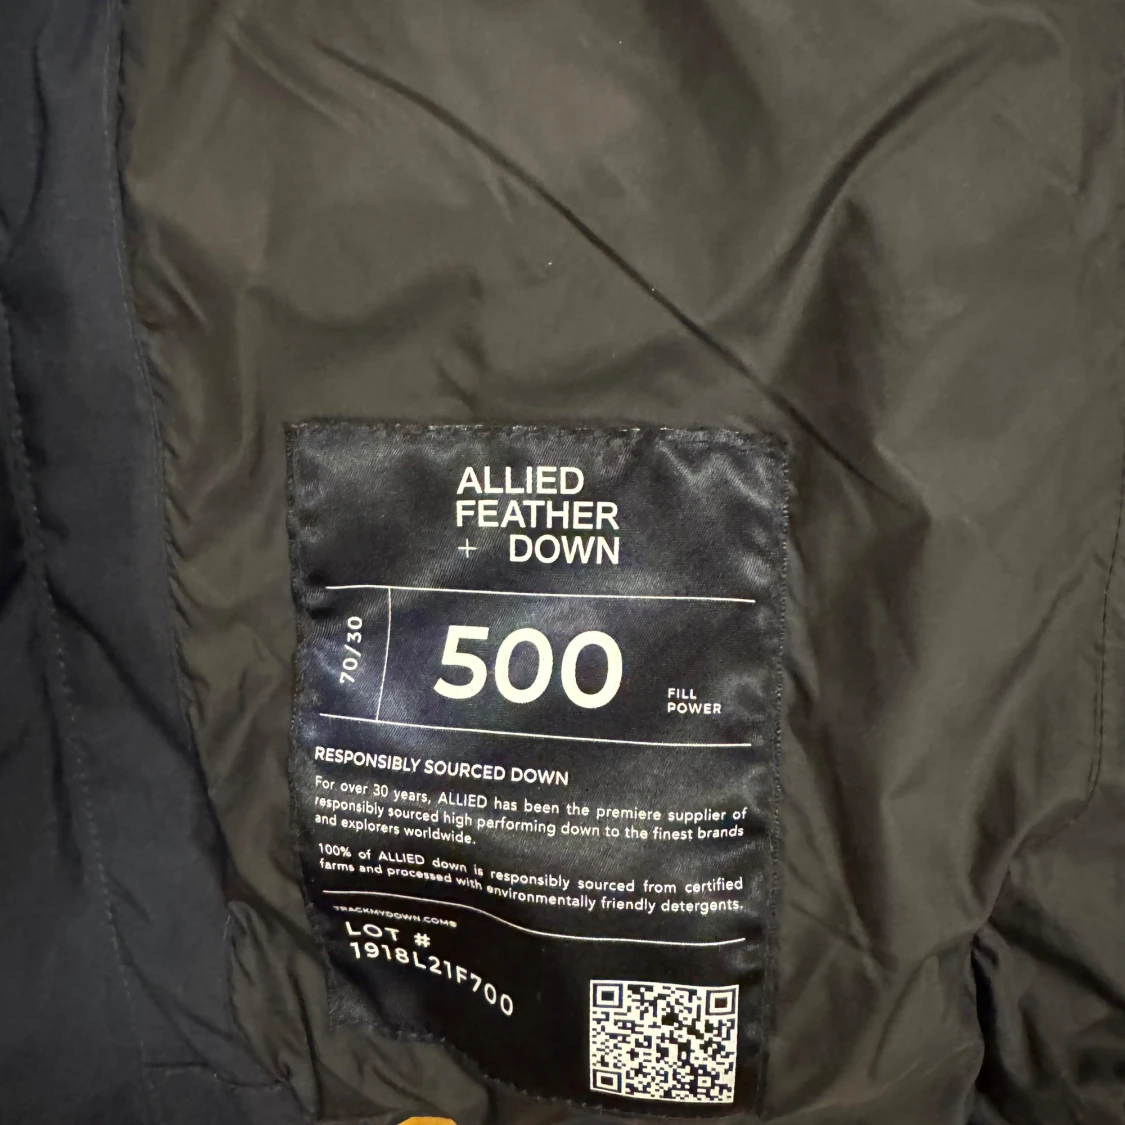 ALLIED
FEATHER
+ DOWN
70/30
500
FILL
POWER
RESPONSIBLY SOURCED DOWN
For over 30 years, ALLIED has been the premiere supplier of
responsibly sourced high performing down to the finest brands
and explorers worldwide.
100% of ALLIED down is responsibly sourced from certified
farms and processed with environmentally friendly detergents.
TRACKMYDOWN.COM®
LOT #
1918L21F700